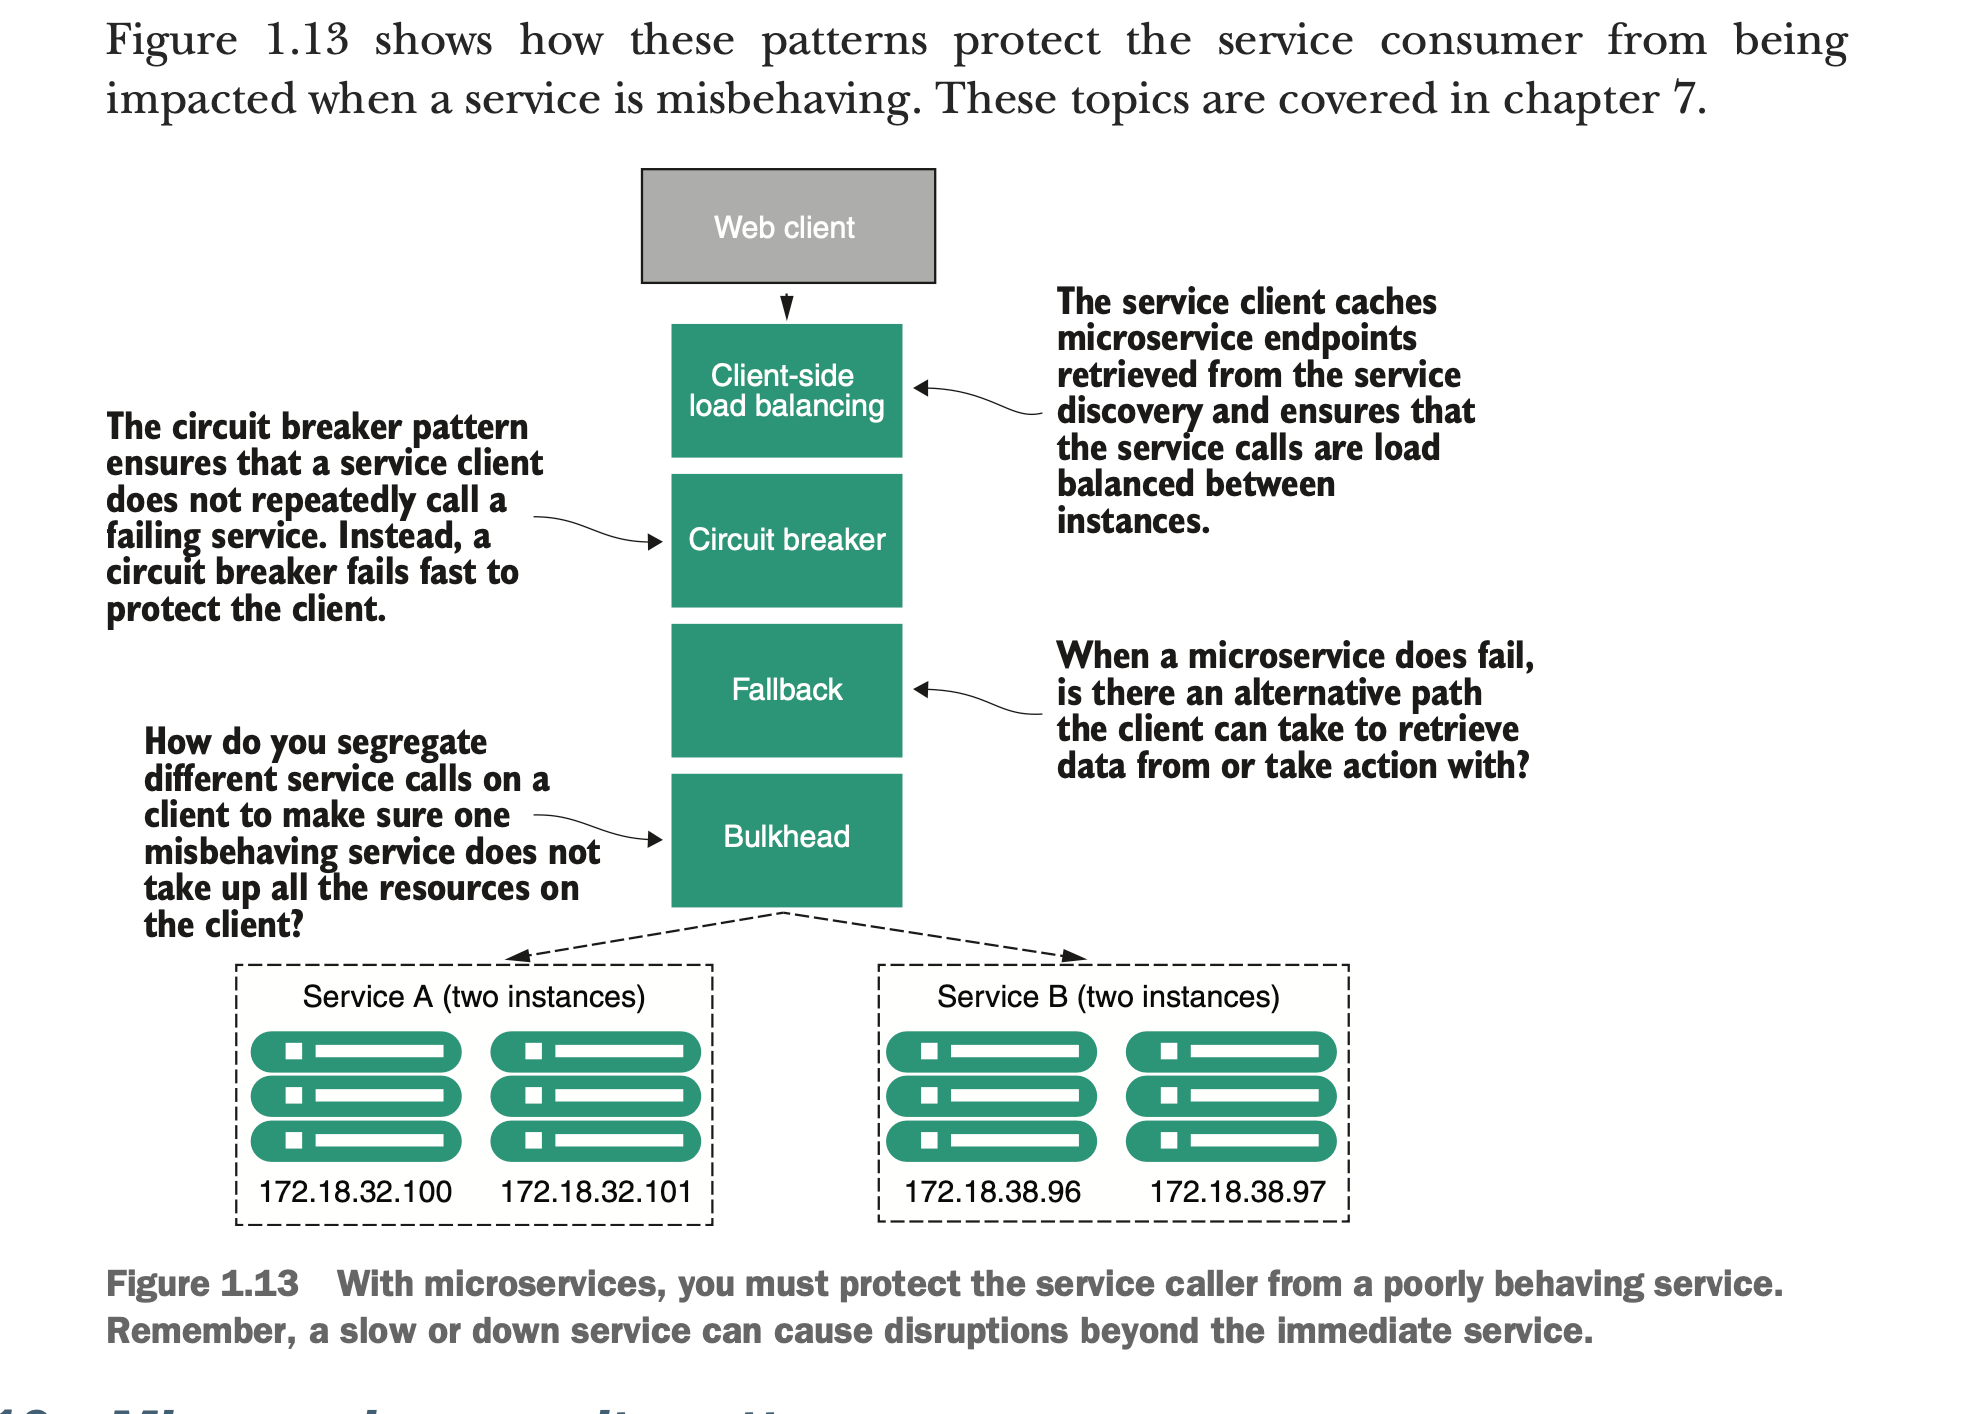 Figure 1.13 shows how these patterns protect the service consumer from being
impacted when a service is misbehaving. These topics are covered in chapter 7.
Web client
The service client caches
microservice endpoints
retrieved from the service
discovery and ensures that
the service calls are load
balanced between
instances.
Client-side
load balancing
The circuit breaker pattern
ensures that a service client
does not repeatedly call a
failing service. Instead, a
circuit breaker fails fast to
protect the client.
Circuit breaker
When a microservice does fail,
is there an alternative path
the client can take to retrieve
data from or take action with?
Fallback
How do you segregate
different service calls on a
client to make sure one
misbehaving service does not
take up all the resources on
the client?
Bulkhead
Service A (two instances)
172.18.32.100
172.18.32.101
Service B (two instances)
172.18.38.96
172.18.38.97
Figure 1.13 With microservices, you must protect the service caller from a poorly behaving service.
Remember, a slow or down service can cause disruptions beyond the immediate service.